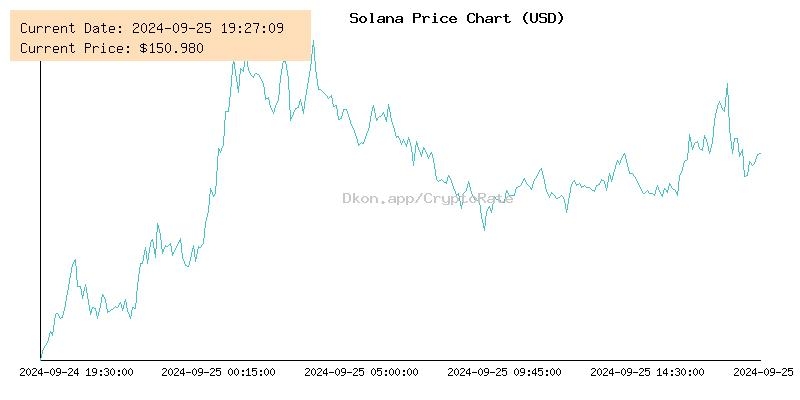 Solana Price Chart (USD)
Current Date: 2024-09-25 19:27:09
Current Price: $150.980
Dkon.app/CryptoRate
2024-09-24 19:30:00 2024-09-25 00:15:00 2024-09-25 05:00:00 2024-09-25 09:45:00 2024-09-25 14:30:00 2024-09-25